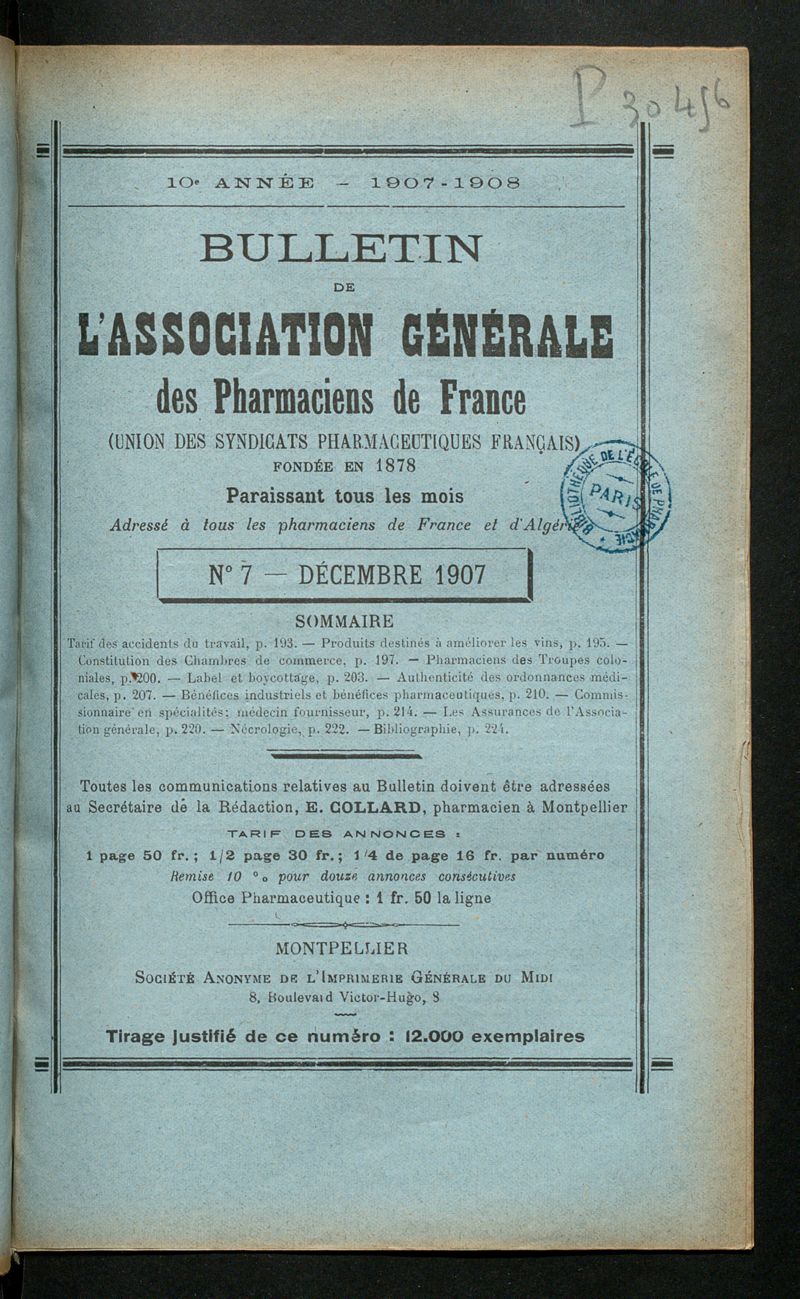 P 30456
10e ANNÉE — 1907-1908
BULLETIN
DE
L'ASSOCIATION GÉNÉRALE
des Pharmaciens de France
(UNION DES SYNDICATS PHARMACEUTIQUES FRANÇAIS)
FONDÉE EN 1878
Paraissant tous les mois
Adressé à tous les pharmaciens de France et d'Algérie
BIBLIOTHÈQUE DE L'ÉCOLE DE PHARMACIE
PARIS
N° 7 — DÉCEMBRE 1907
SOMMAIRE
Tarif des accidents du travail, p. 193. — Produits destinés à améliorer les vins, p. 195. —
Constitution des Chambres de commerce, p. 197. — Pharmaciens des Troupes colo-
niales, p. 200. — Label et boycottage, p. 203. — Authenticité des ordonnances médi-
cales, p. 207. — Bénéfices industriels et bénéfices pharmaceutiques, p. 210. — Commis-
sionnaire en spécialités; médecin fournisseur, p. 214. — Les Assurances de l'Associa-
tion générale, p. 220. — Nécrologie, p. 222. — Bibliographie, p. 224.
Toutes les communications relatives au Bulletin doivent être adressées
au Secrétaire de la Rédaction, E. COLLARD, pharmacien à Montpellier
TARIF DES ANNONCES :
1 page 50 fr.; 1/2 page 30 fr.; 1/4 de page 16 fr. par numéro
Remise 10 % pour douze annonces consécutives
Office Pharmaceutique : 1 fr. 50 la ligne
MONTPELLIER
SOCIÉTÉ ANONYME DE L'IMPRIMERIE GÉNÉRALE DU MIDI
8, Boulevard Victor-Hugo, 8
Tirage justifié de ce numéro : 12.000 exemplaires